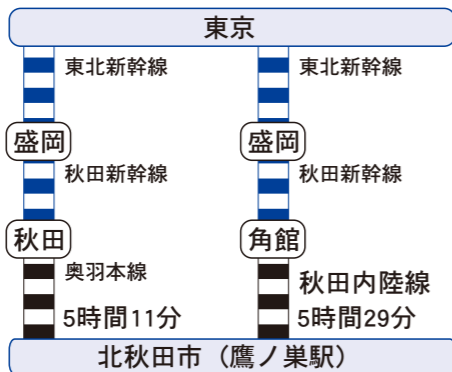 東京
東北新幹線
東北新幹線
盛岡
盛岡
秋田新幹線
秋田新幹線
秋田
角館
奥羽本線
秋田内陸線
5時間11分
5時間29分
北秋田市（鷹ノ巣駅）